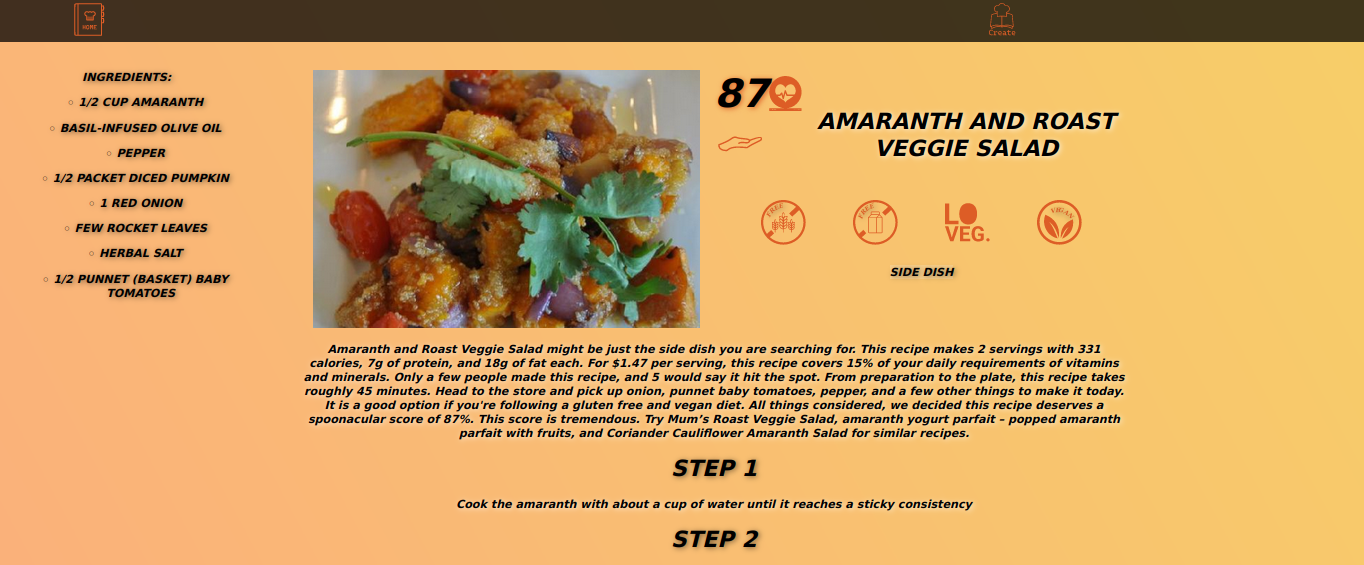 HOME
Create
INGREDIENTS:
1/2 CUP AMARANTH
BASIL-INFUSED OLIVE OIL
PEPPER
1/2 PACKET DICED PUMPKIN
1 RED ONION
FEW ROCKET LEAVES
HERBAL SALT
1/2 PUNNET (BASKET) BABY
TOMATOES
87
AMARANTH AND ROAST
VEGGIE SALAD
FREE
FREE
LO
VEG.
VEGAN
SIDE DISH
Amaranth and Roast Veggie Salad might be just the side dish you are searching for. This recipe makes 2 servings with 331
calories, 7g of protein, and 18g of fat each. For $1.47 per serving, this recipe covers 15% of your daily requirements of vitamins
and minerals. Only a few people made this recipe, and 5 would say it hit the spot. From preparation to the plate, this recipe takes
roughly 45 minutes. Head to the store and pick up onion, punnet baby tomatoes, pepper, and a few other things to make it today.
It is a good option if you're following a gluten free and vegan diet. All things considered, we decided this recipe deserves a
spoonacular score of 87%. This score is tremendous. Try Mum’s Roast Veggie Salad, amaranth yogurt parfait – popped amaranth
parfait with fruits, and Coriander Cauliflower Amaranth Salad for similar recipes.
STEP 1
Cook the amaranth with about a cup of water until it reaches a sticky consistency
STEP 2